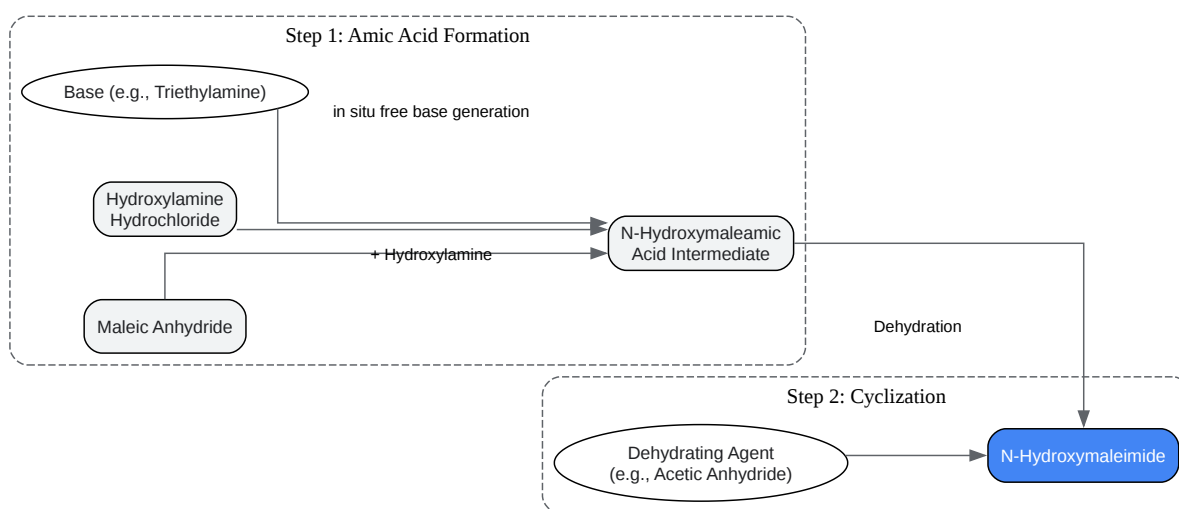 Step 1: Amic Acid Formation
Base (e.g., Triethylamine)
in situ free base generation
Hydroxylamine
Hydrochloride
N-Hydroxymaleamic
Acid Intermediate
+ Hydroxylamine
Maleic Anhydride
Dehydration
Step 2: Cyclization
Dehydrating Agent
(e.g., Acetic Anhydride)
N-Hydroxymaleimide